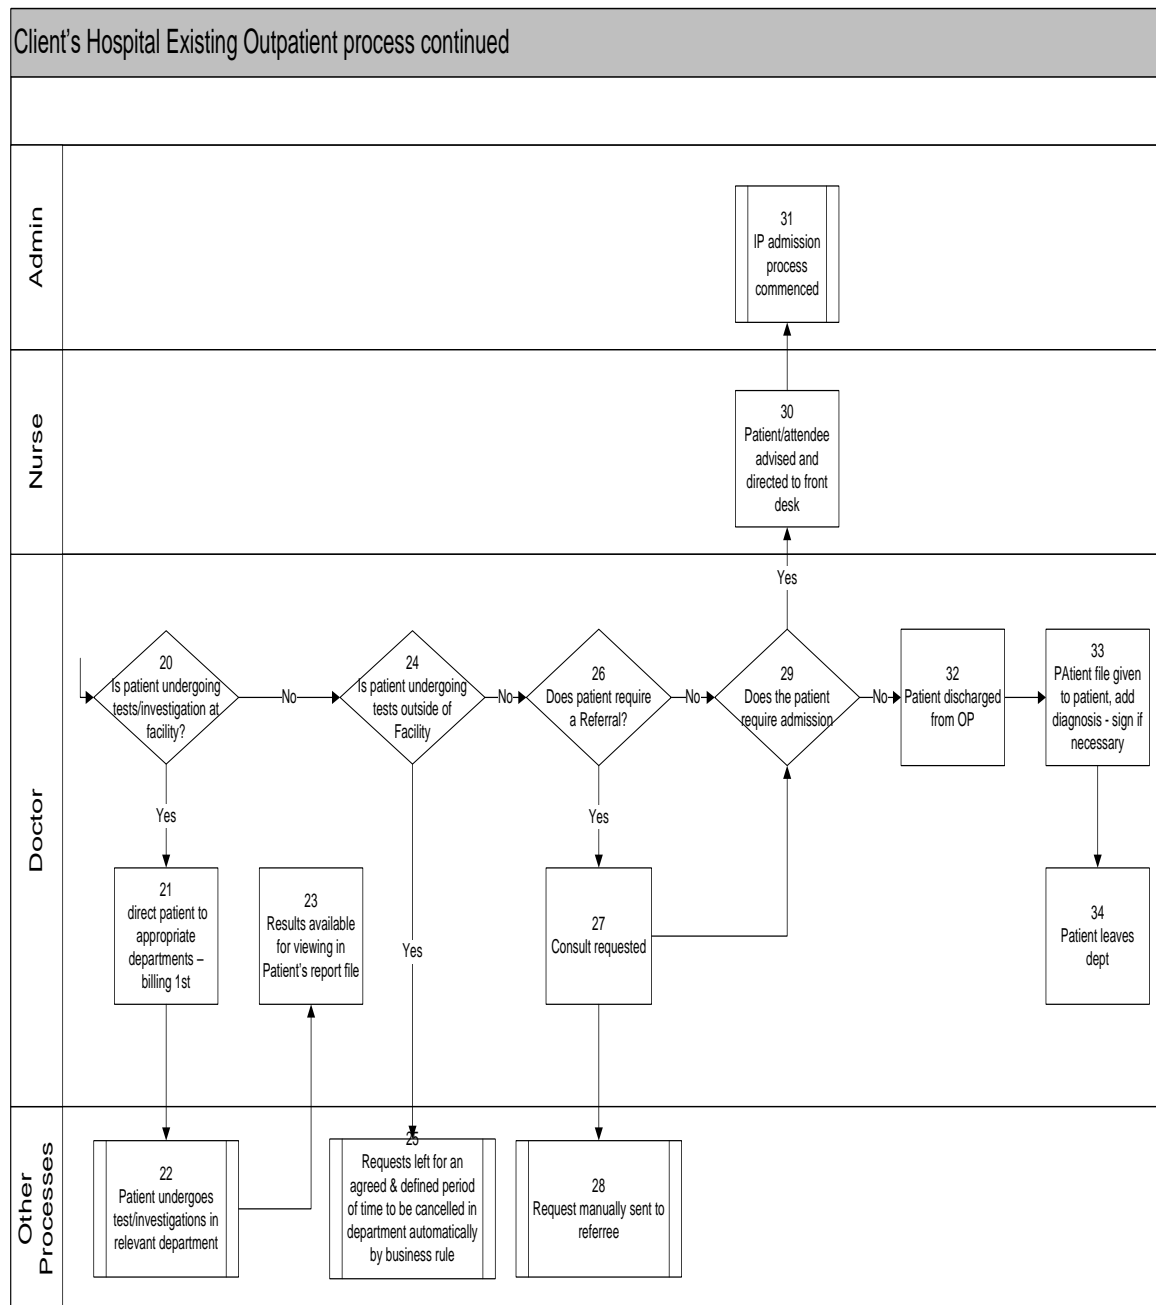 Client's Hospital Existing Outpatient process continued
Admin
31
IP admission
process
commenced
Nurse
30
Patient/attendee
advised and
directed to front
desk
Doctor
Yes
20
Is patient undergoing
tests/investigation at
facility?
No
24
Is patient undergoing
tests outside of
Facility
No
26
Does patient require
a Referral?
No
29
Does the patient
require admission
No
32
Patient discharged
from OP
33
PAtient file given
to patient, add
diagnosis - sign if
necessary
Yes
Yes
Yes
21
direct patient to
appropriate
departments –
billing 1st
23
Results available
for viewing in
Patient's report file
27
Consult requested
34
Patient leaves
dept
Other
Processes
22
Patient undergoes
test/investigations in
relevant department
25
Requests left for an
agreed & defined period
of time to be cancelled in
department automatically
by business rule
28
Request manually sent to
referree